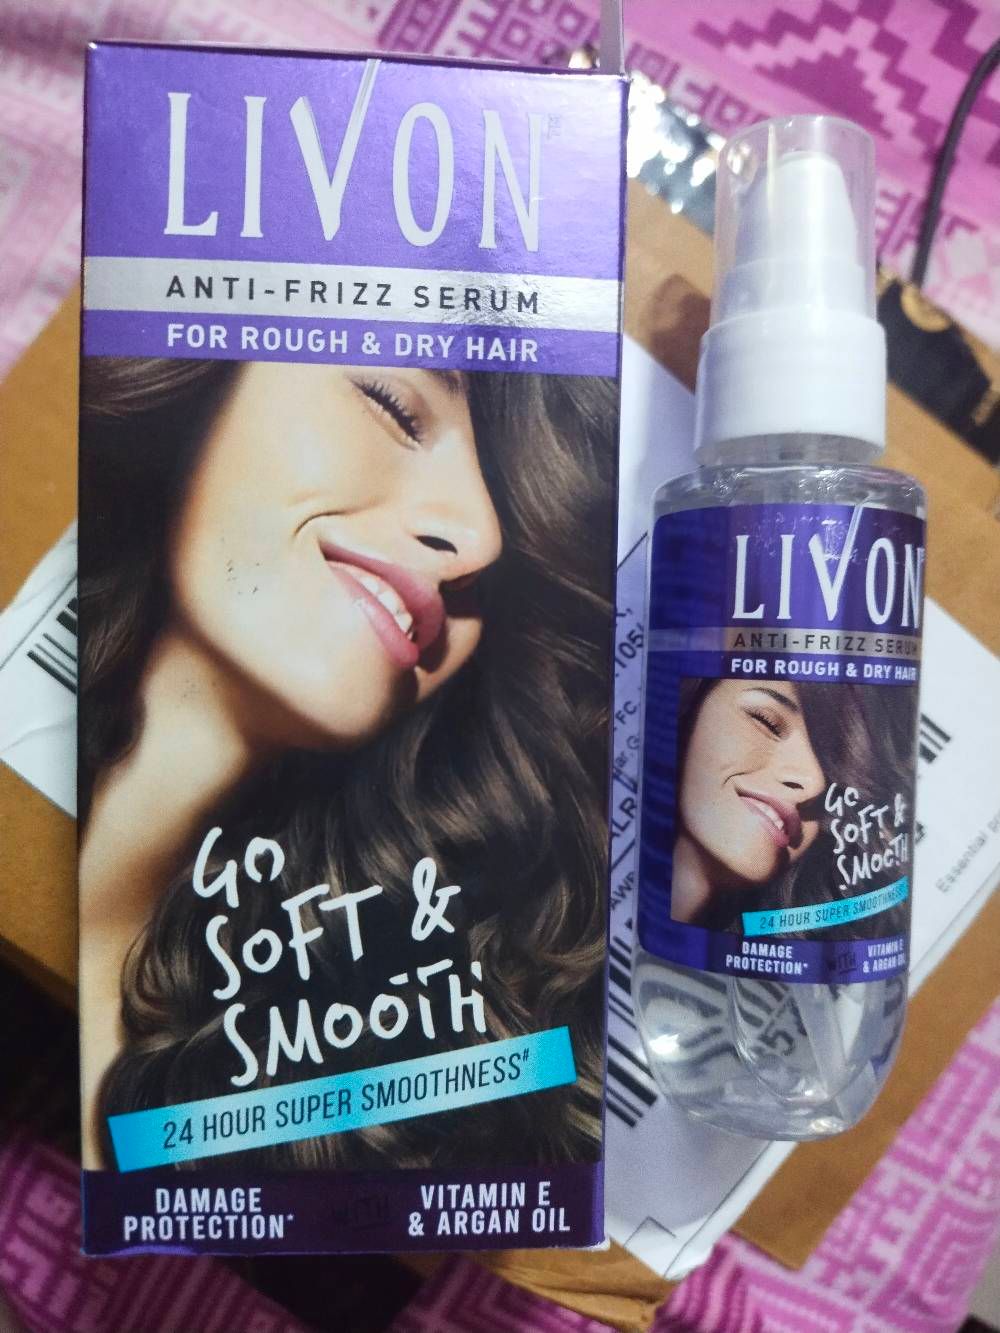 LIVON™
ANTI-FRIZZ SERUM
FOR ROUGH & DRY HAIR
GO
SOFT &
SMOOTH
24 HOUR SUPER SMOOTHNESS#
DAMAGE
PROTECTION*
WITH
VITAMIN E
& ARGAN OIL
LIVON
ANTI-FRIZZ SERUM
FOR ROUGH & DRY HAIR
GO
SOFT &
SMOOTH
24 HOUR SUPER SMOOTHNESS
DAMAGE
PROTECTION*
WITH
VITAMIN E
& ARGAN OIL
Essential